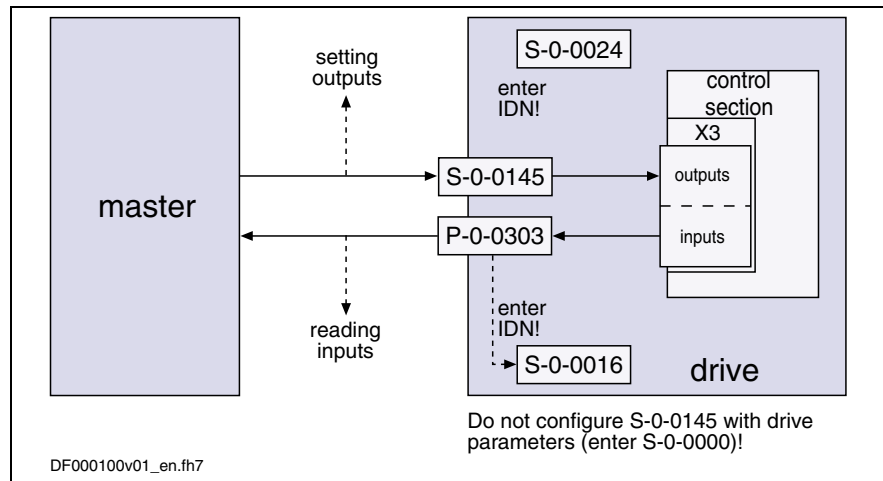 setting
outputs
S-0-0024
enter
IDN!
control
section
X3
S-0-0145
outputs
master
P-0-0303
inputs
reading
inputs
enter
IDN!
S-0-0016
drive
Do not configure S-0-0145 with drive
parameters (enter S-0-0000)!
DF000100v01_en.fh7